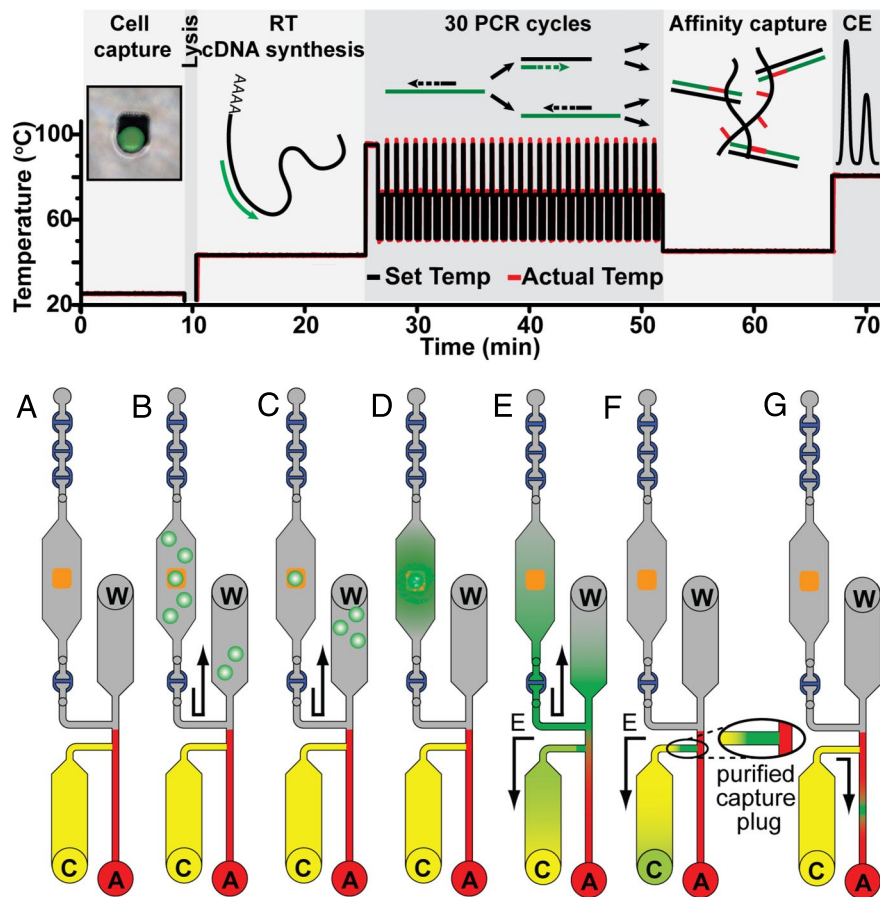 Cell
capture
Lysis
RT
cDNA synthesis
30 PCR cycles
Affinity capture
CE
AAAA
Temperature (°C)
100
60
20
Set Temp
Actual Temp
0
10
20
30
40
50
60
70
Time (min)
A
B
C
D
E
F
G
W
W
W
W
W
W
W
E
E
purified
capture
plug
C
A
C
A
C
A
C
A
C
A
C
A
C
A